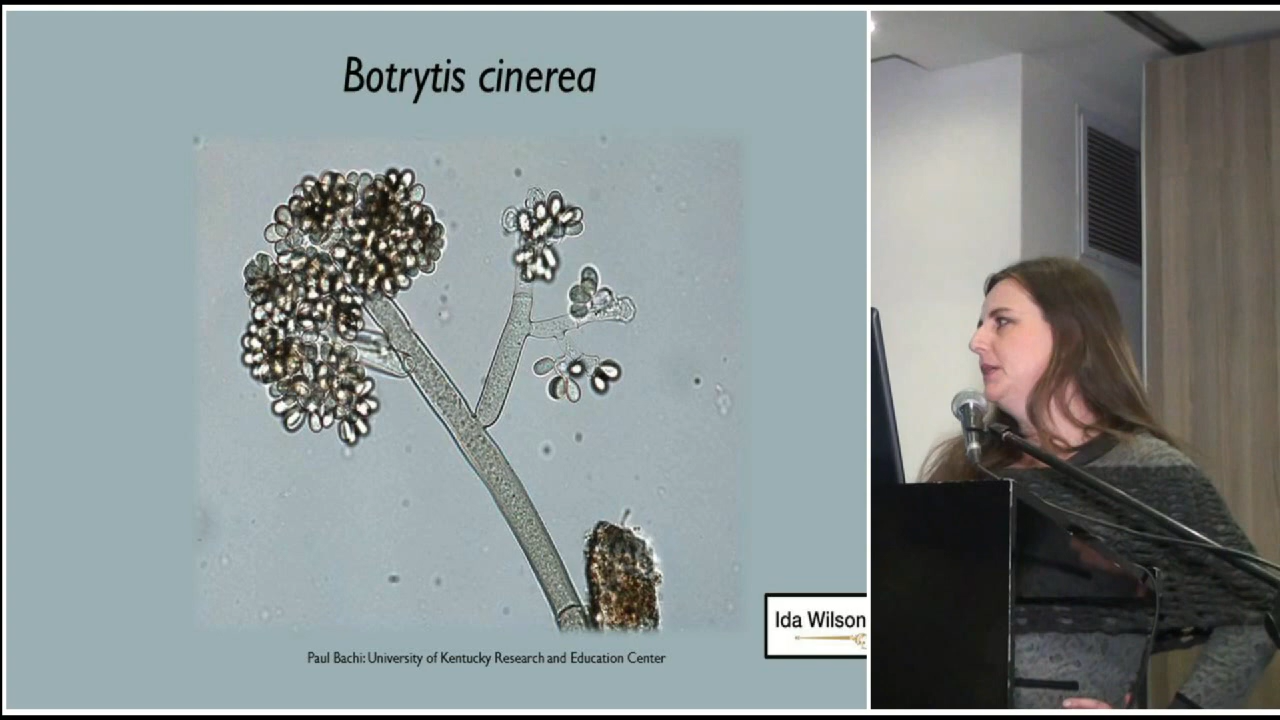 Botrytis cinerea
Paul Bachi: University of Kentucky Research and Education Center
Ida Wilson